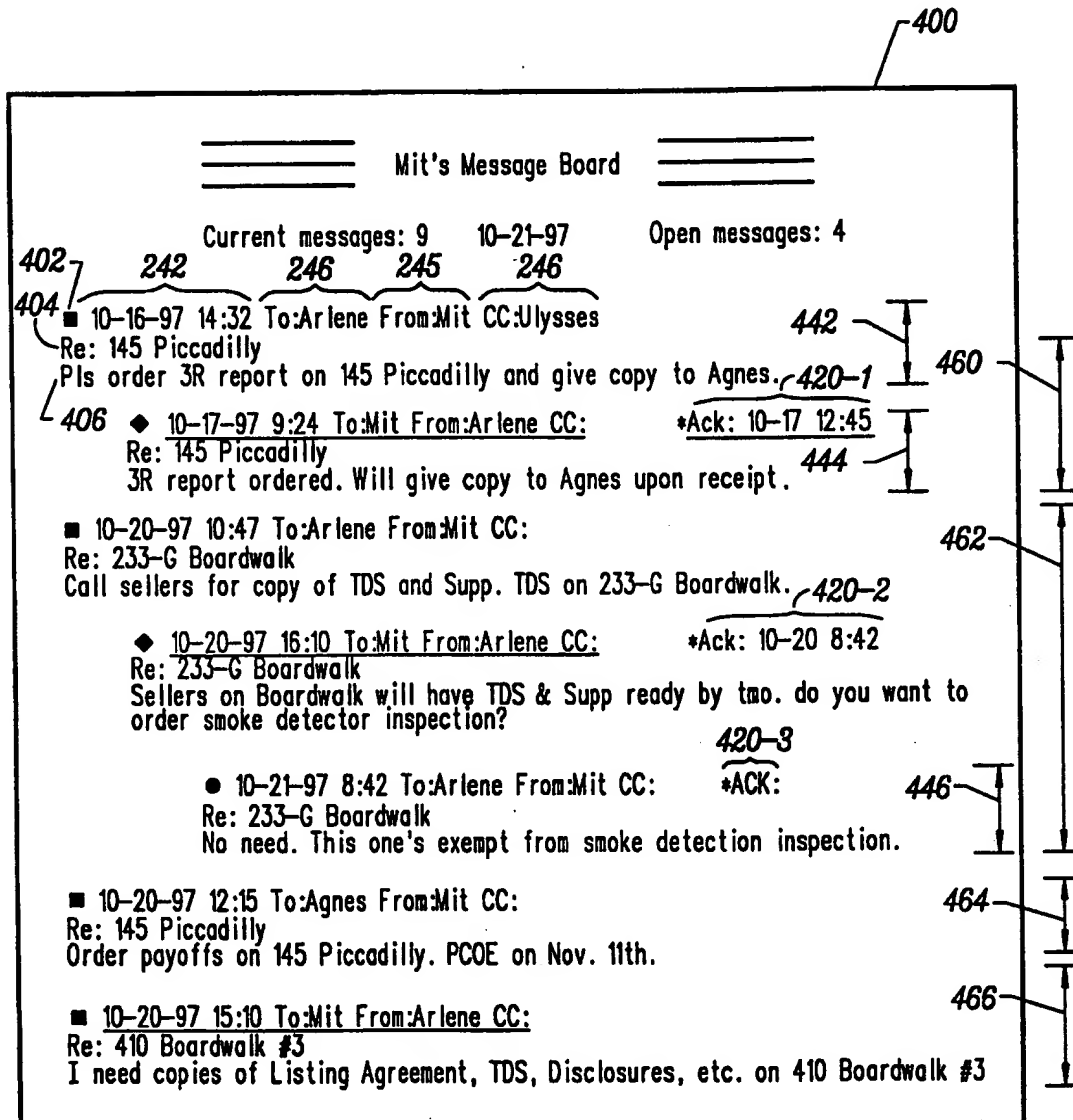 400
Mit's Message Board
Current messages: 9 10-21-97 Open messages: 4
402 242 246 245 246
404 ■ 10-16-97 14:32 To:Arlene From:Mit CC:Ulysses 442
Re: 145 Piccadilly 460
Pls order 3R report on 145 Piccadilly and give copy to Agnes. 420-1
406 ◆ 10-17-97 9:24 To:Mit From:Arlene CC: *Ack: 10-17 12:45
Re: 145 Piccadilly 444
3R report ordered. Will give copy to Agnes upon receipt.
■ 10-20-97 10:47 To:Arlene From:Mit CC: 462
Re: 233-G Boardwalk
Call sellers for copy of TDS and Supp. TDS on 233-G Boardwalk. 420-2
◆ 10-20-97 16:10 To:Mit From:Arlene CC: *Ack: 10-20 8:42
Re: 233-G Boardwalk
Sellers on Boardwalk will have TDS & Supp ready by tmo. do you want to
order smoke detector inspection?
420-3
● 10-21-97 8:42 To:Arlene From:Mit CC: *ACK: 446
Re: 233-G Boardwalk
No need. This one's exempt from smoke detection inspection.
■ 10-20-97 12:15 To:Agnes From:Mit CC: 464
Re: 145 Piccadilly
Order payoffs on 145 Piccadilly. PCOE on Nov. 11th.
466
■ 10-20-97 15:10 To:Mit From:Arlene CC:
Re: 410 Boardwalk #3
I need copies of Listing Agreement, TDS, Disclosures, etc. on 410 Boardwalk #3